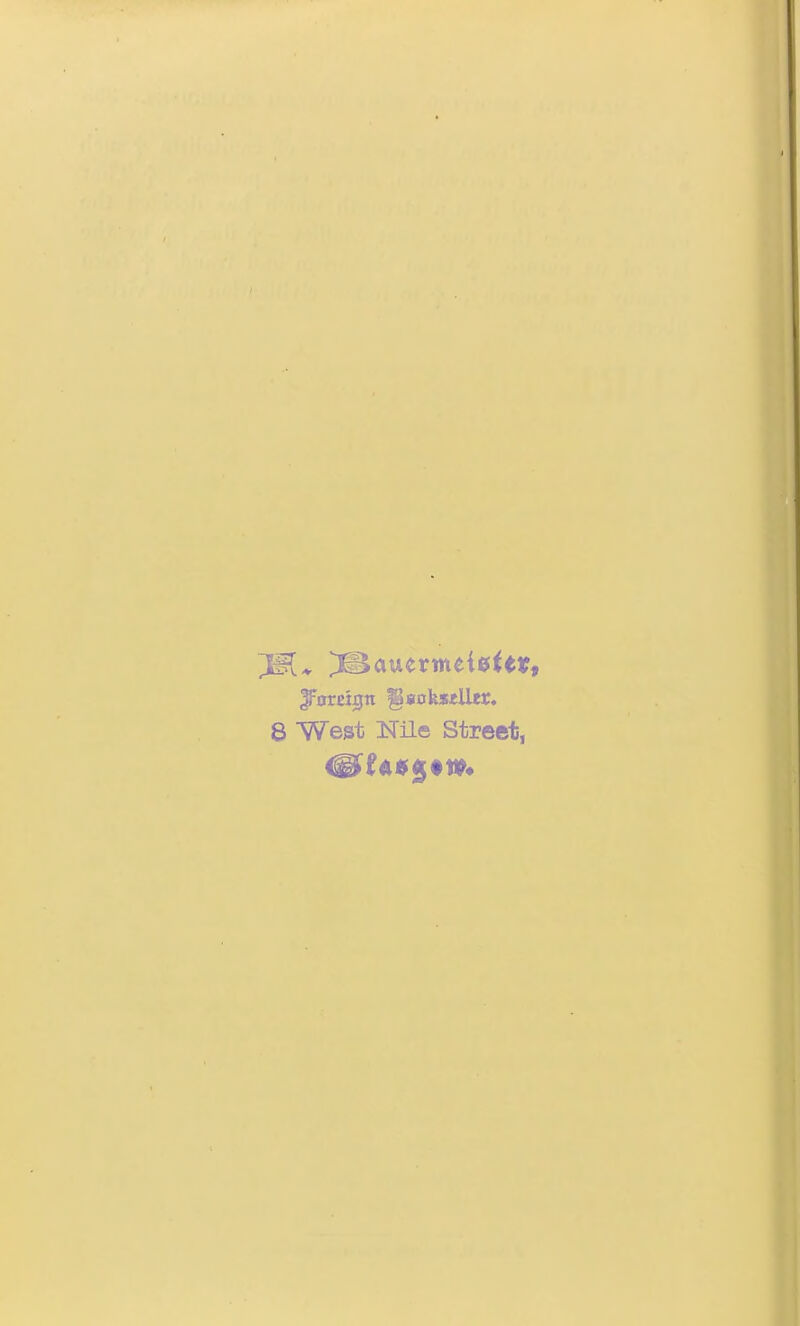 H. Bauermeister,
Foreign Bookseller.
8 West Nile Street,
Glasgow.